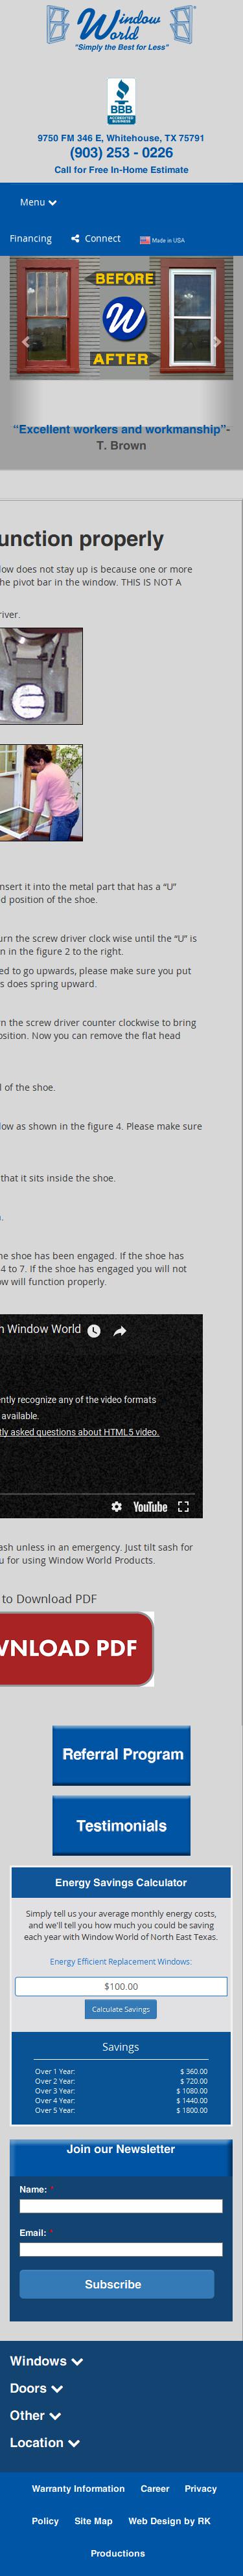 Window
World
"Simply the Best for Less"
BBB
ACCREDITED
BUSINESS
9750 FM 346 E, Whitehouse, TX 75791
(903) 253 - 0226
Call for Free In-Home Estimate
Menu
Financing
Connect
Made in USA
BEFORE
W
AFTER
“Excellent workers and workmanship”-
T. Brown
unction properly
low does not stay up is because one or more
he pivot bar in the window. THIS IS NOT A
river.
nsert it into the metal part that has a “U”
d position of the shoe.
urn the screw driver clock wise until the “U” is
n in the figure 2 to the right.
ed to go upwards, please make sure you put
s does spring upward.
rn the screw driver counter clockwise to bring
osition. Now you can remove the flat head
l of the shoe.
low as shown in the figure 4. Please make sure
that it sits inside the shoe.
he shoe has been engaged. If the shoe has
4 to 7. If the shoe has engaged you will not
w will function properly.
n Window World
ently recognize any of the video formats
available.
tly asked questions about HTML5 video.
YouTube
ash unless in an emergency. Just tilt sash for
u for using Window World Products.
to Download PDF
WNLOAD PDF
Referral Program
Testimonials
Energy Savings Calculator
Simply tell us your average monthly energy costs,
and we'll tell you how much you could be saving
each year with Window World of North East Texas.
Energy Efficient Replacement Windows:
$100.00
Calculate Savings
Savings
Over 1 Year: $ 360.00
Over 2 Year: $ 720.00
Over 3 Year: $ 1080.00
Over 4 Year: $ 1440.00
Over 5 Year: $ 1800.00
Join our Newsletter
Name: *
Email: *
Subscribe
Windows
Doors
Other
Location
Warranty Information Career Privacy
Policy Site Map Web Design by RK
Productions